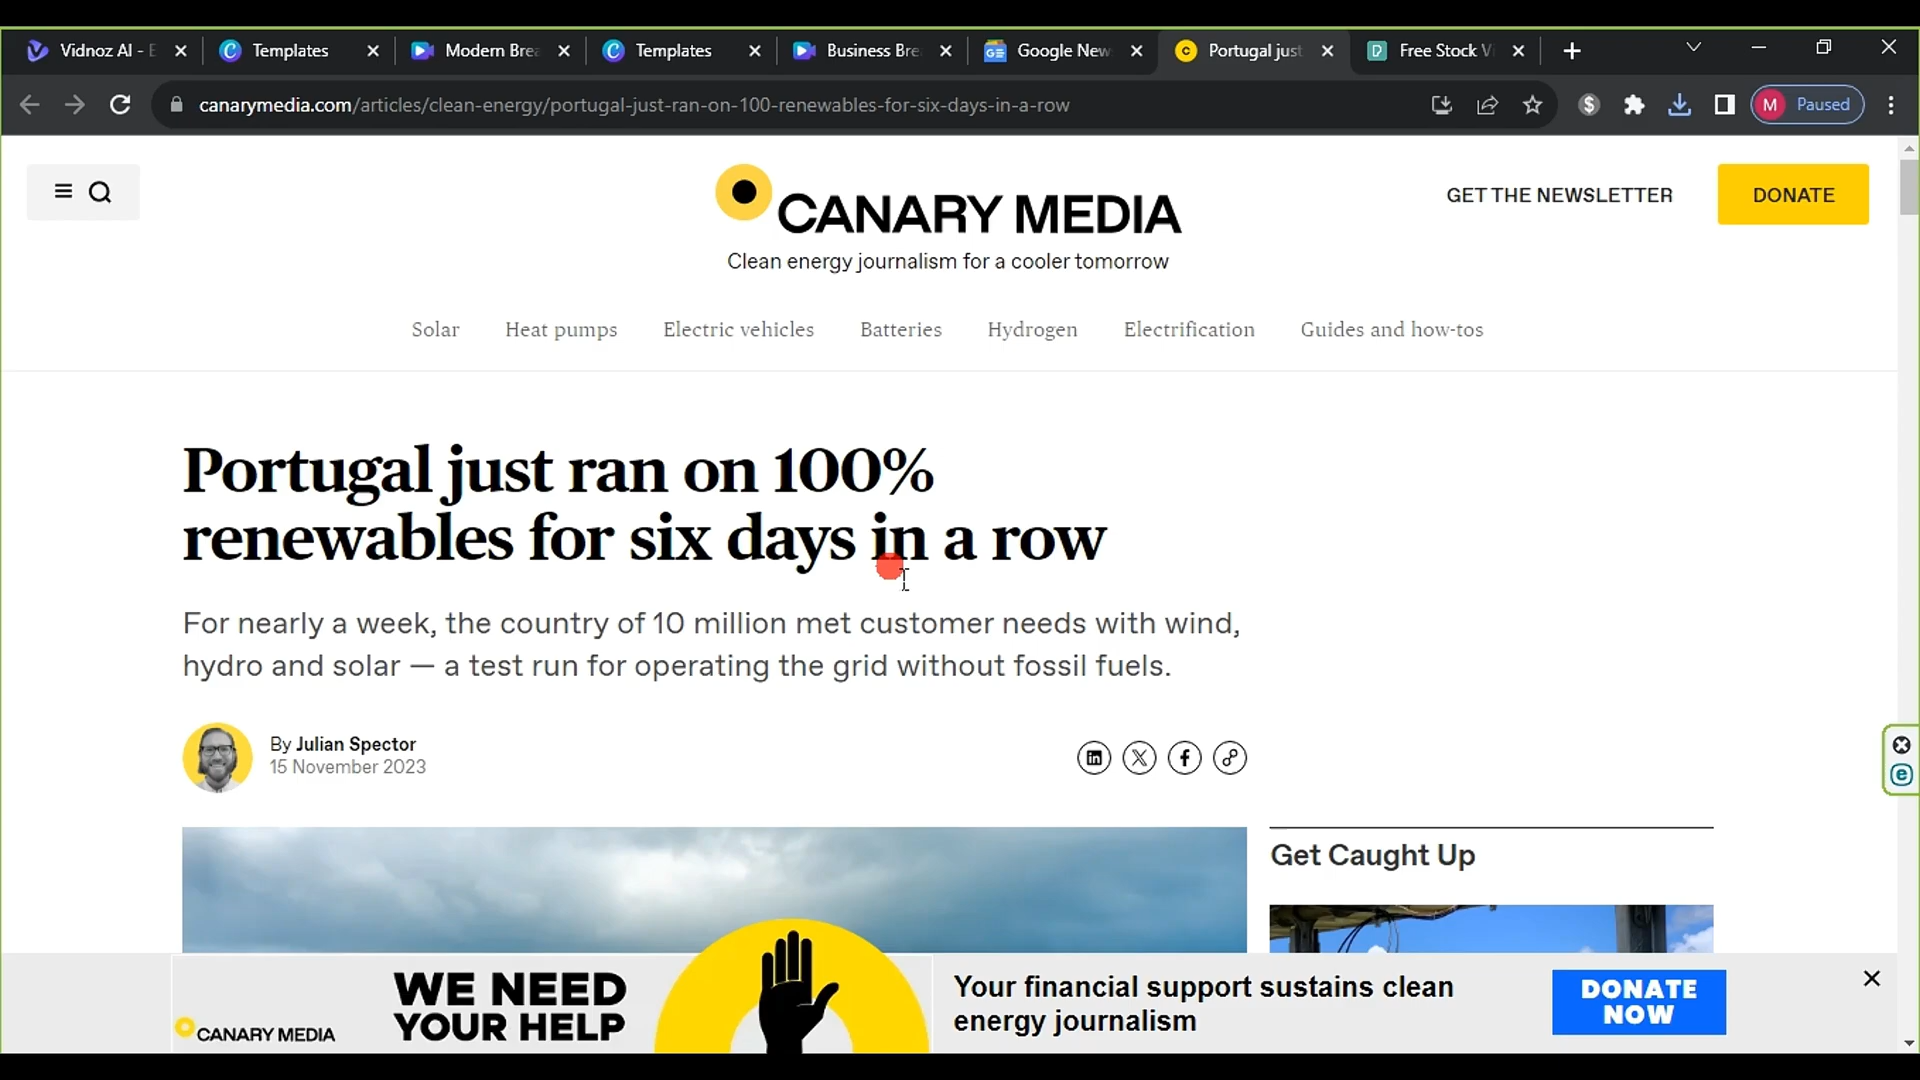 Vidnoz AI - E
Templates
Modern Brea
Templates
Business Bre
Google New
Portugal just
Free Stock Vi
canarymedia.com/articles/clean-energy/portugal-just-ran-on-100-renewables-for-six-days-in-a-row
M Paused
CANARY MEDIA
Clean energy journalism for a cooler tomorrow
GET THE NEWSLETTER
DONATE
Solar
Heat pumps
Electric vehicles
Batteries
Hydrogen
Electrification
Guides and how-tos
Portugal just ran on 100%
renewables for six days in a row
For nearly a week, the country of 10 million met customer needs with wind,
hydro and solar — a test run for operating the grid without fossil fuels.
By Julian Spector
15 November 2023
Get Caught Up
CANARY MEDIA
WE NEED
YOUR HELP
Your financial support sustains clean
energy journalism
DONATE
NOW